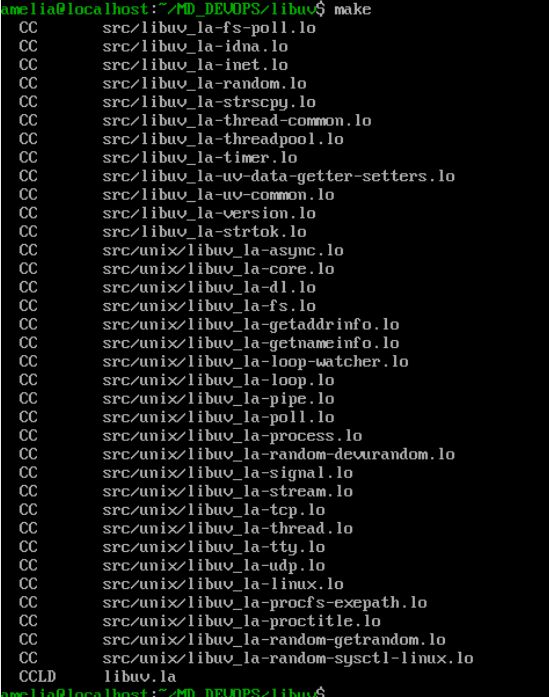 amelia@localhost:~/MD_DEVOPS/libuv$ make
CC src/libuv_la-fs-poll.lo
CC src/libuv_la-idna.lo
CC src/libuv_la-inet.lo
CC src/libuv_la-random.lo
CC src/libuv_la-strscpy.lo
CC src/libuv_la-thread-common.lo
CC src/libuv_la-threadpool.lo
CC src/libuv_la-timer.lo
CC src/libuv_la-uv-data-getter-setters.lo
CC src/libuv_la-uv-common.lo
CC src/libuv_la-version.lo
CC src/libuv_la-strtok.lo
CC src/unix/libuv_la-async.lo
CC src/unix/libuv_la-core.lo
CC src/unix/libuv_la-dl.lo
CC src/unix/libuv_la-fs.lo
CC src/unix/libuv_la-getaddrinfo.lo
CC src/unix/libuv_la-getnameinfo.lo
CC src/unix/libuv_la-loop-watcher.lo
CC src/unix/libuv_la-loop.lo
CC src/unix/libuv_la-pipe.lo
CC src/unix/libuv_la-poll.lo
CC src/unix/libuv_la-process.lo
CC src/unix/libuv_la-random-devurandom.lo
CC src/unix/libuv_la-signal.lo
CC src/unix/libuv_la-stream.lo
CC src/unix/libuv_la-tcp.lo
CC src/unix/libuv_la-thread.lo
CC src/unix/libuv_la-tty.lo
CC src/unix/libuv_la-udp.lo
CC src/unix/libuv_la-linux.lo
CC src/unix/libuv_la-procfs-exepath.lo
CC src/unix/libuv_la-proctitle.lo
CC src/unix/libuv_la-random-getrandom.lo
CC src/unix/libuv_la-random-sysctl-linux.lo
CCLD libuv.la
amelia@localhost:~/MD_DEVOPS/libuv$